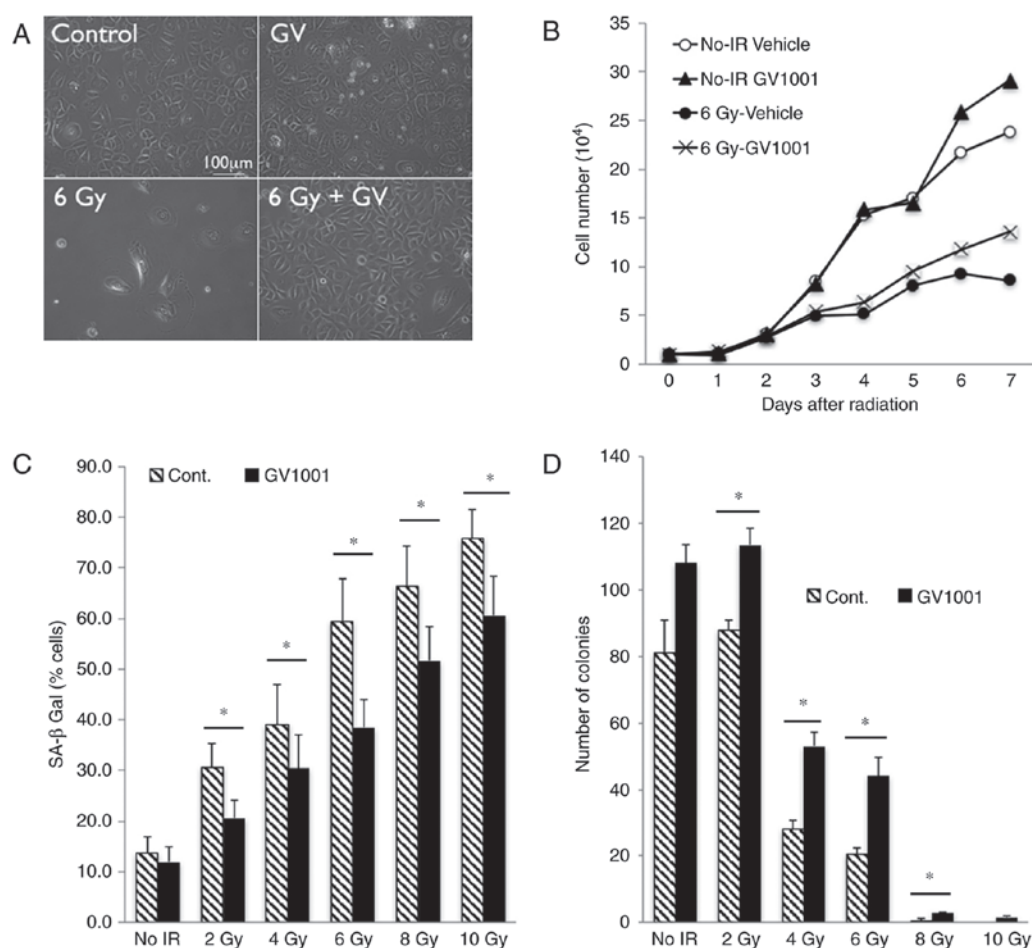 A
Control
GV
100μm
6 Gy
6 Gy + GV
B
No-IR Vehicle
No-IR GV1001
6 Gy-Vehicle
6 Gy-GV1001
Cell number (10⁴)
35
30
25
20
15
10
5
0
0 1 2 3 4 5 6 7
Days after radiation
C
Cont. GV1001
SA-β Gal (% cells)
90.0
80.0
70.0
60.0
50.0
40.0
30.0
20.0
10.0
0.0
* * * * *
No IR 2 Gy 4 Gy 6 Gy 8 Gy 10 Gy
D
Cont. GV1001
Number of colonies
140
120
100
80
60
40
20
0
* * * *
No IR 2 Gy 4 Gy 6 Gy 8 Gy 10 Gy